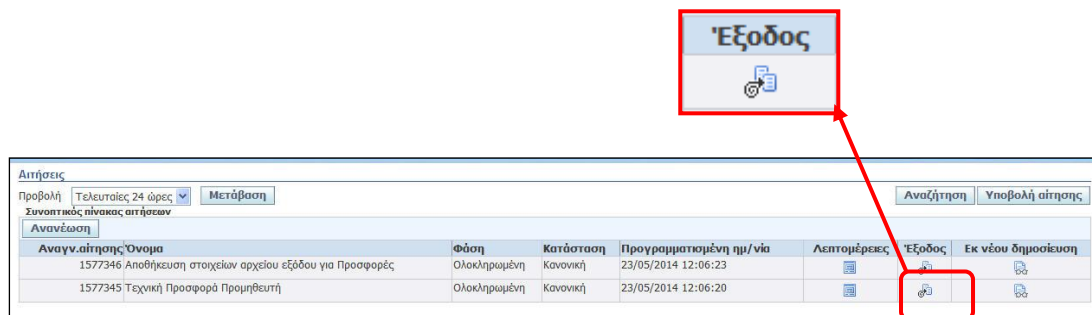 Έξοδος
Αιτήσεις
Προβολή Τελευταίες 24 ώρες Μετάβαση Αναζήτηση Υποβολή αίτησης
Συνοπτικός πίνακας αιτήσεων
Ανανέωση
Αναγν.αίτησης Όνομα Φάση Κατάσταση Προγραμματισμένη ημ/νία Λεπτομέρειες Έξοδος Εκ νέου δημοσίευση
1577346 Αποθήκευση στοιχείων αρχείου εξόδου για Προσφορές Ολοκληρωμένη Κανονική 23/05/2014 12:06:23
1577345 Τεχνική Προσφορά Προμηθευτή Ολοκληρωμένη Κανονική 23/05/2014 12:06:20